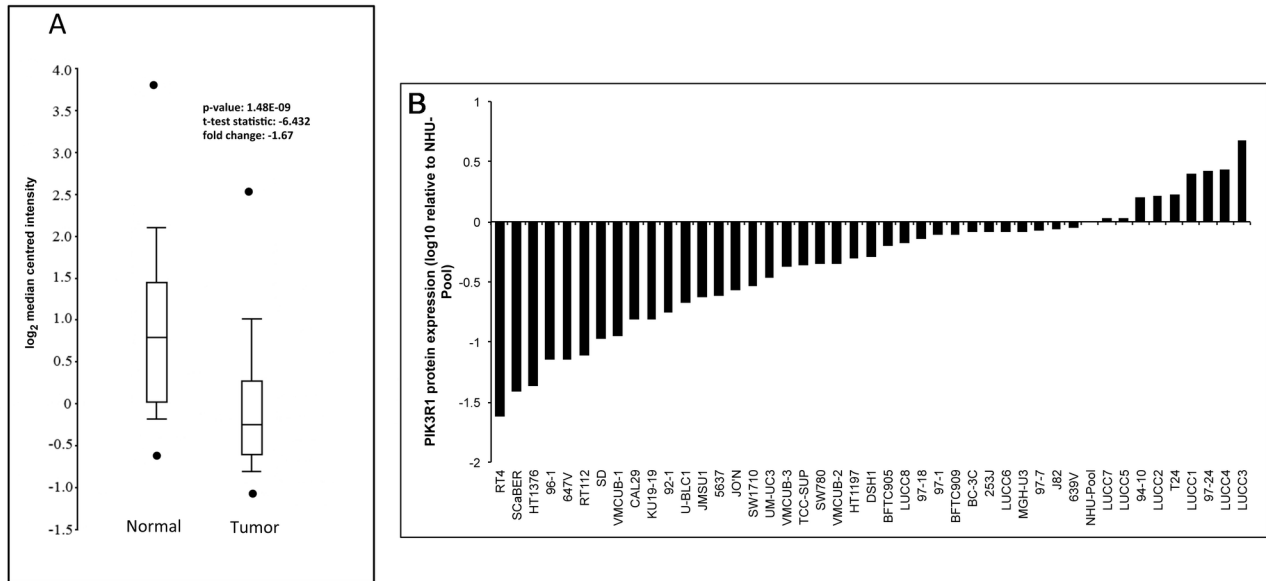 A
4.0
3.5
3.0
2.5
2.0
1.5
1.0
0.5
0
-0.5
-1.0
-1.5
log2 median centred intensity
p-value: 1.48E-09
t-test statistic: -6.432
fold change: -1.67
Normal
Tumor
B
PIK3R1 protein expression (log10 relative to NHU-
Pool)
1
0.5
0
-0.5
-1
-1.5
-2
RT4
SCaBER
HT1376
96-1
647V
RT112
SD
VMCUB-1
CAL29
KU19-19
92-1
U-BLC1
JMSU1
5637
JO'N
SW1710
UM-UC3
VMCUB-3
TCC-SUP
SW780
VMCUB-2
HT1197
DSH1
BFTC905
LUCC8
97-18
97-1
BFTC909
BC-3C
253J
LUCC6
MGH-U3
97-7
J82
639V
NHU-Pool
LUCC7
LUCC5
94-10
LUCC2
T24
LUCC1
97-24
LUCC4
LUCC3